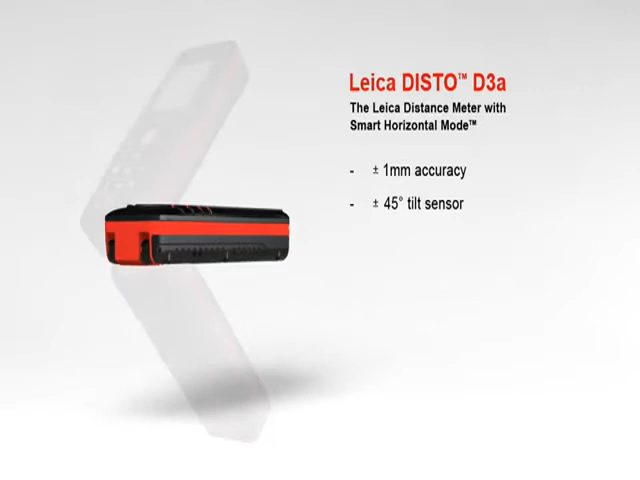 Leica DISTO™ D3a
The Leica Distance Meter with
Smart Horizontal Mode™
- ± 1mm accuracy
- ± 45° tilt sensor